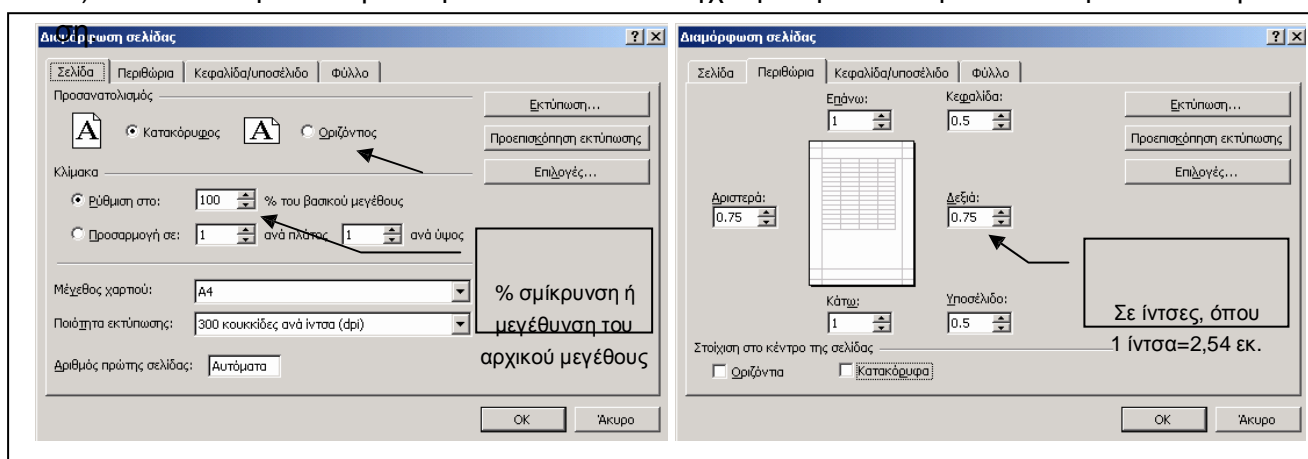 ση
Διαμόρφωση σελίδας
Σελίδα Περιθώρια Κεφαλίδα/υποσέλιδο Φύλλο
Προσανατολισμός
Κατακόρυφος Οριζόντιος
Κλίμακα
Ρύθμιση στο: 100 % του βασικού μεγέθους
Προσαρμογή σε: 1 ανά πλάτος 1 ανά ύψος
Μέγεθος χαρτιού: A4
Ποιότητα εκτύπωσης: 300 κουκκίδες ανά ίντσα (dpi)
Αριθμός πρώτης σελίδας: Αυτόματα
Εκτύπωση...
Προεπισκόπηση εκτύπωσης
Επιλογές...
% σμίκρυνση ή
μεγέθυνση του
αρχικού μεγέθους
OK Άκυρο
Διαμόρφωση σελίδας
Σελίδα Περιθώρια Κεφαλίδα/υποσέλιδο Φύλλο
Επάνω: Κεφαλίδα:
1 0.5
Αριστερά: Δεξιά:
0.75 0.75
Κάτω: Υποσέλιδο:
1 0.5
Στοίχιση στο κέντρο της σελίδας
Οριζόντια Κατακόρυφα
Εκτύπωση...
Προεπισκόπηση εκτύπωσης
Επιλογές...
Σε ίντσες, όπου
1 ίντσα=2,54 εκ.
OK Άκυρο